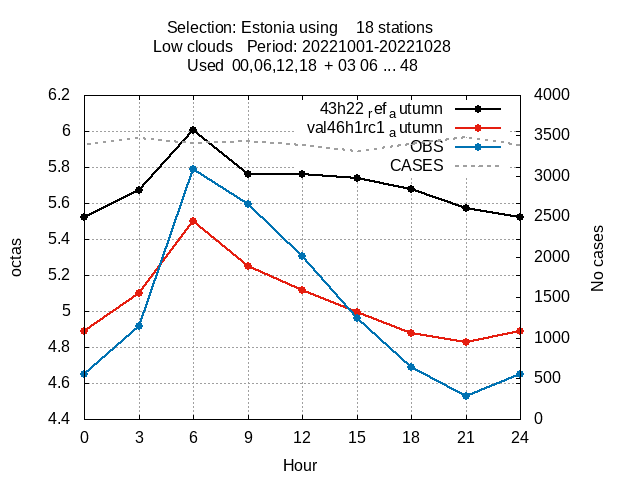 Selection: Estonia using 18 stations
Low clouds Period: 20221001-20221028
Used 00,06,12,18 + 03 06 ... 48
6.2
6
5.8
5.6
5.4
5.2
5
4.8
4.6
4.4
octas
4000
3500
3000
2500
2000
1500
1000
500
0
No cases
43h22 ref a utumn
val46h1rc1 a utumn
OBS
CASES
0 3 6 9 12 15 18 21 24
Hour